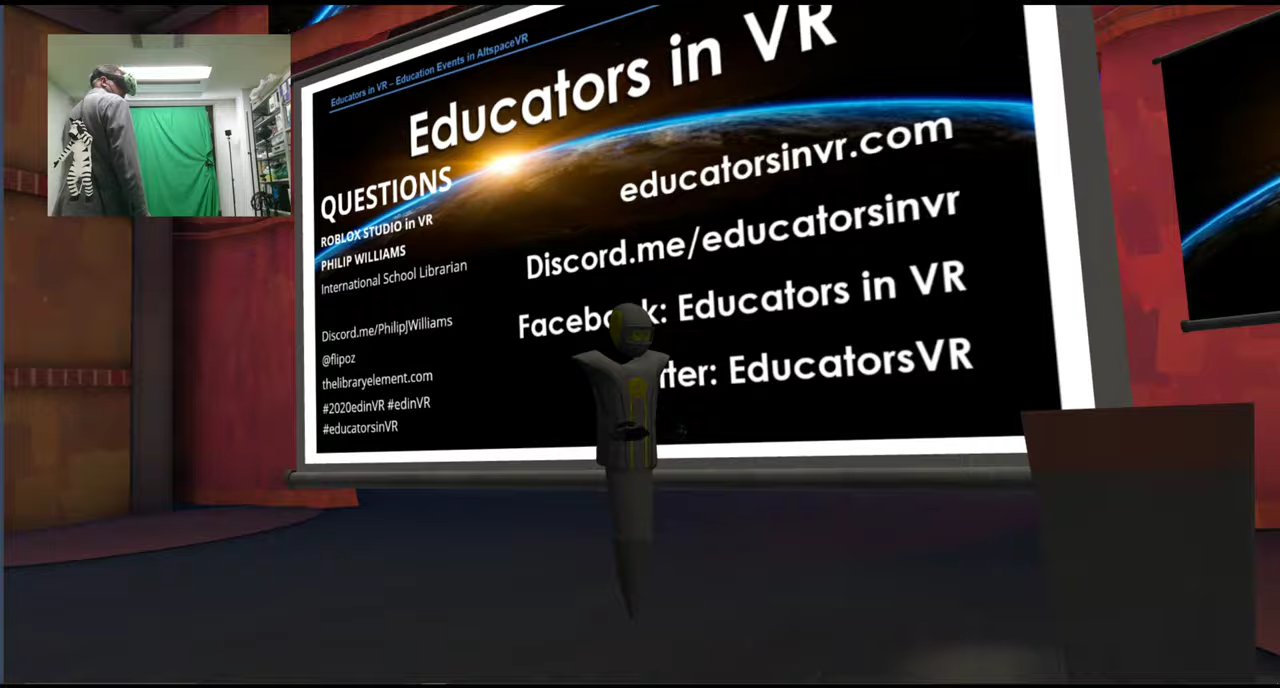 Educators in VR – Education Events in AltspaceVR
Educators in VR
QUESTIONS
ROBLOX STUDIO in VR
PHILIP WILLIAMS
International School Librarian
Discord.me/PhilipJWilliams
@flipoz
thelibraryelement.com
#2020edinVR #edinVR
#educatorsinVR
educatorsinvr.com
Discord.me/educatorsinvr
Educators in VR
EducatorsVR